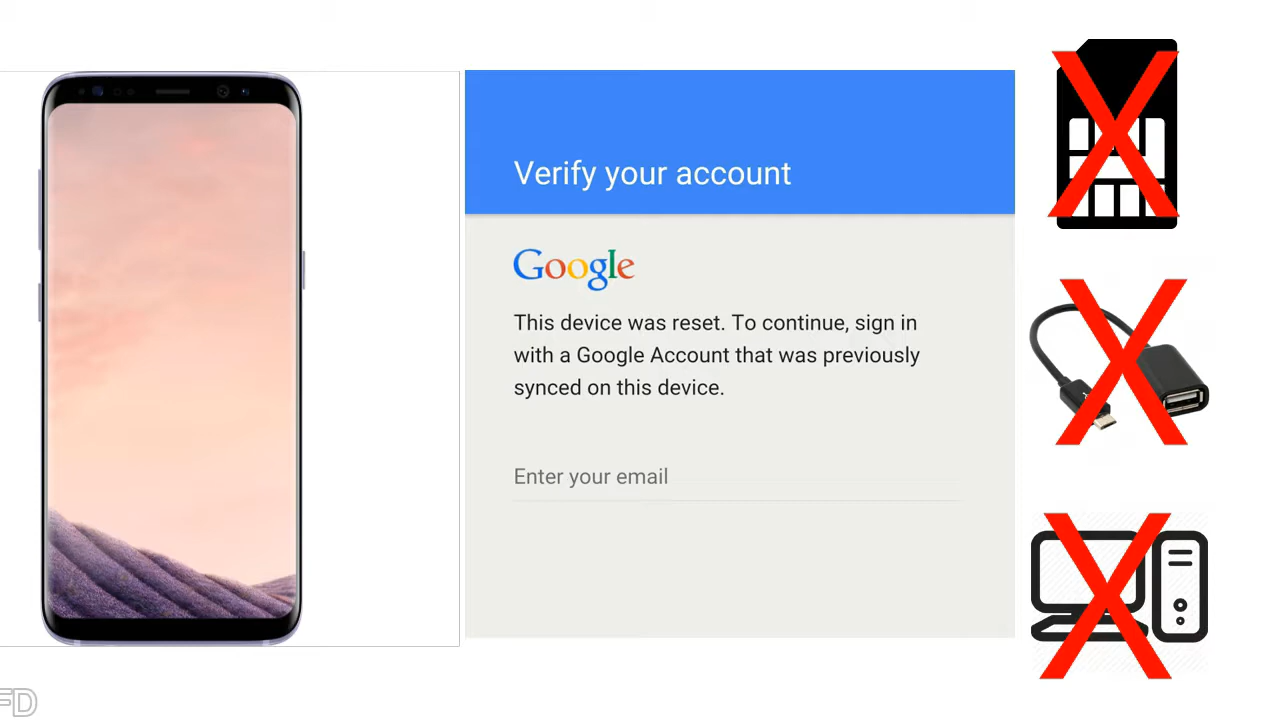 Verify your account
Google
This device was reset. To continue, sign in
with a Google Account that was previously
synced on this device.
Enter your email
FD